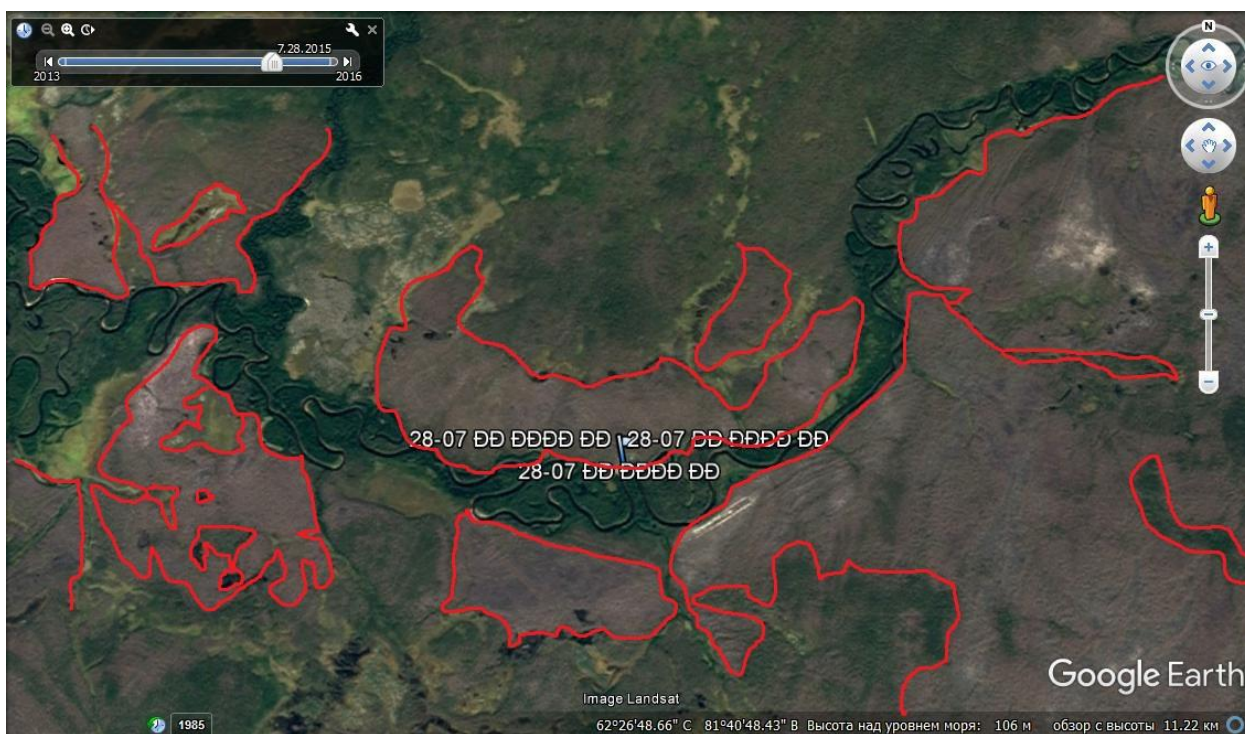 N
7.28.2015
2013 2016
28-07 ÐÐ ÐÐÐÐ ÐÐ 28-07 ÐÐ ÐÐÐÐ ÐÐ
28-07 ÐÐ ÐÐÐÐ ÐÐ
Google Earth
Image Landsat
1985 62°26'48.66" С 81°40'48.43" В Высота над уровнем моря: 106 м обзор с высоты 11.22 км